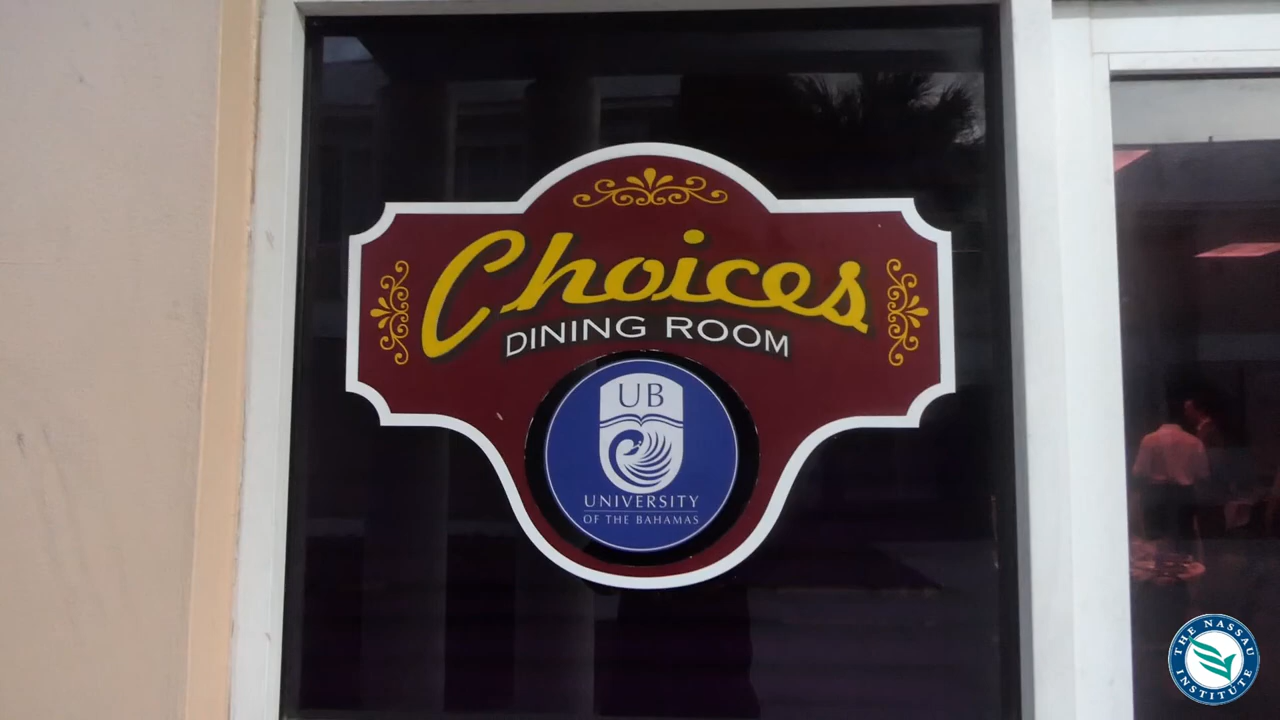 Choices
DINING ROOM
UB
UNIVERSITY
OF THE BAHAMAS
THE NASSAU
INSTITUTE